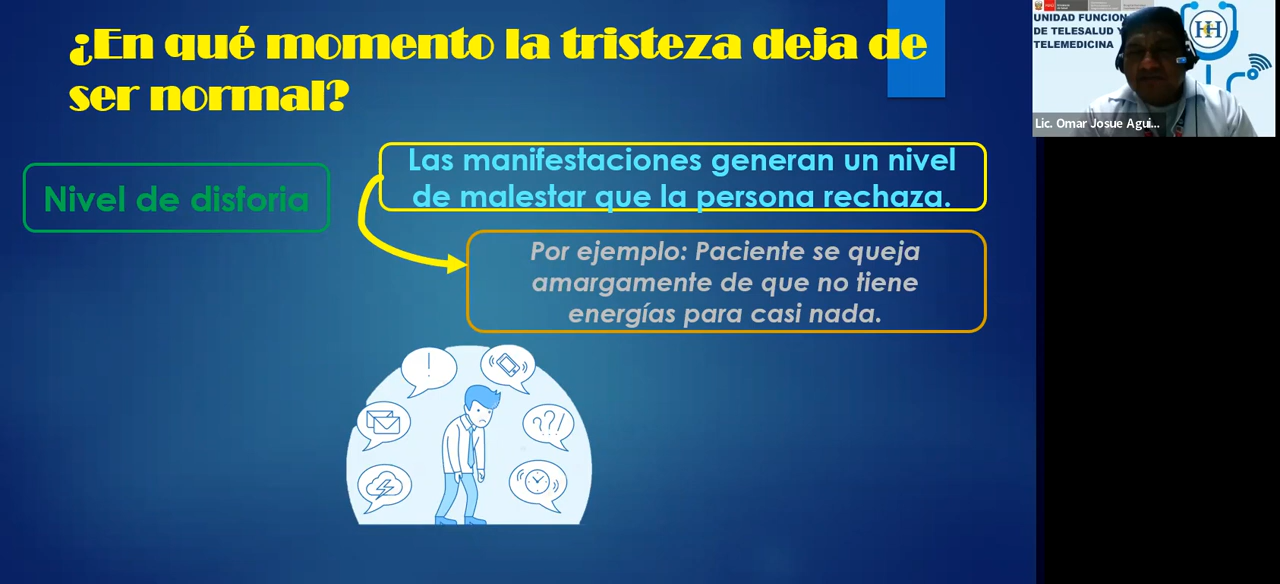 ¿En qué momento la tristeza deja de
ser normal?
Nivel de disforia
Las manifestaciones generan un nivel
de malestar que la persona rechaza.
Por ejemplo: Paciente se queja
amargamente de que no tiene
energías para casi nada.
UNIDAD FUNCION
DE TELESALUD Y
TELEMEDICINA
HH
Lic. Omar Josue Agui...